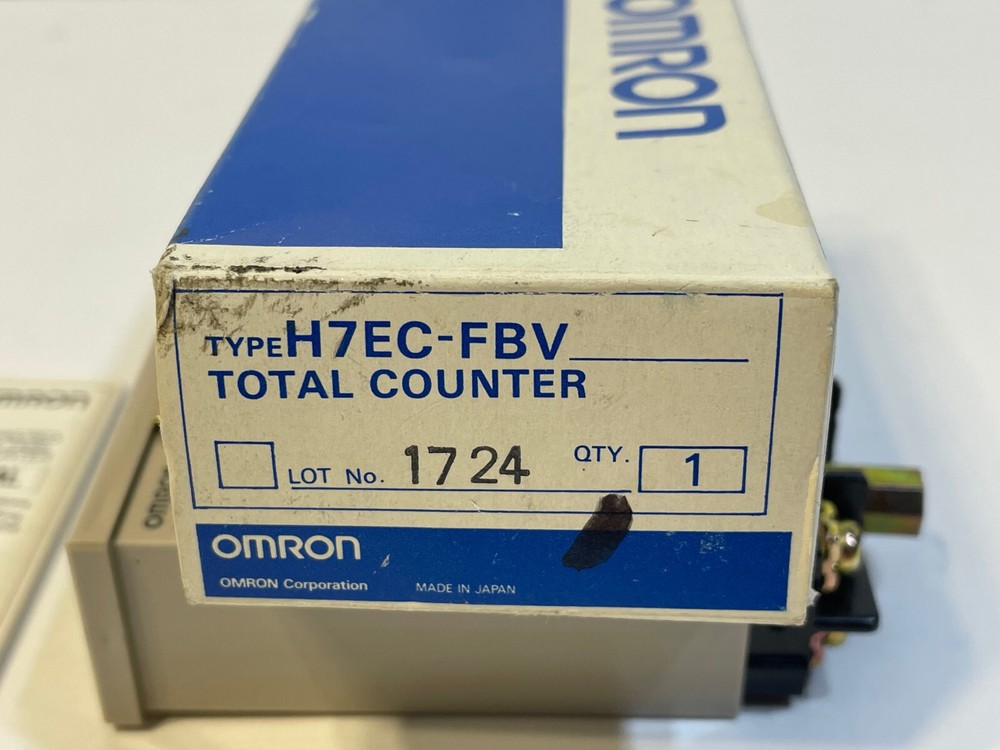 OMRON
TYPE H7EC-FBV
TOTAL COUNTER
LOT No. 1724 QTY. 1
OMRON
OMRON Corporation MADE IN JAPAN